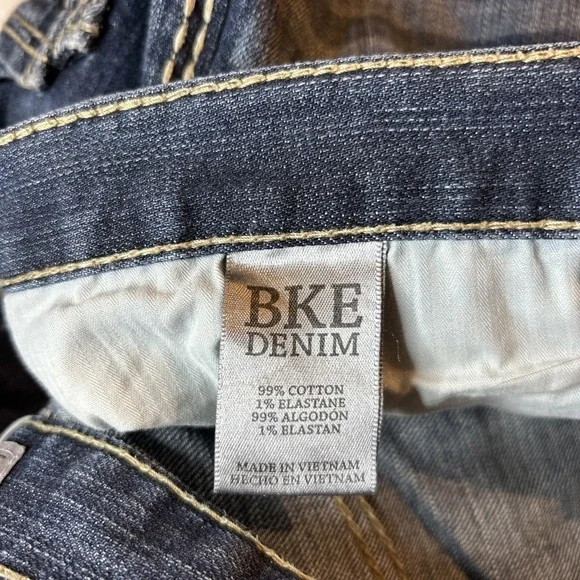 BKE
DENIM
99% COTTON
1% ELASTANE
99% ALGODÓN
1% ELASTAN
MADE IN VIETNAM
HECHO EN VIETNAM